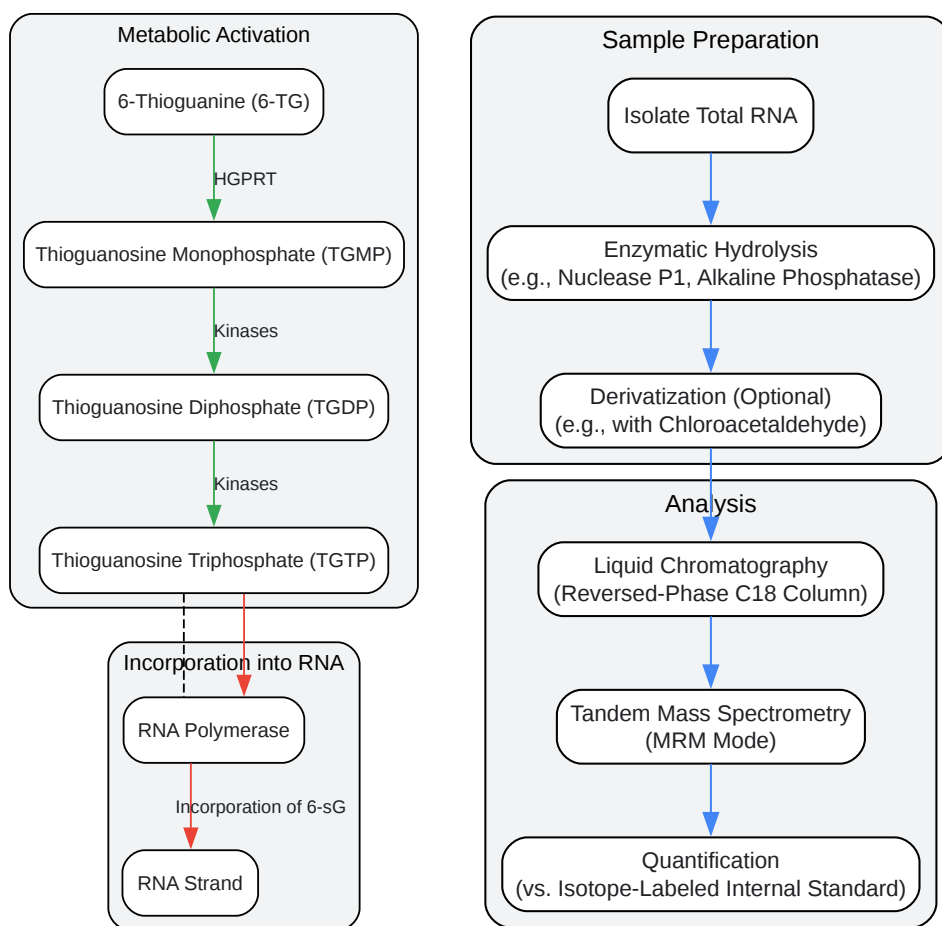 Metabolic Activation
6-Thioguanine (6-TG)
HGPRT
Thioguanosine Monophosphate (TGMP)
Kinases
Thioguanosine Diphosphate (TGDP)
Kinases
Thioguanosine Triphosphate (TGTP)
Incorporation into RNA
RNA Polymerase
Incorporation of 6-sG
RNA Strand
Sample Preparation
Isolate Total RNA
Enzymatic Hydrolysis
(e.g., Nuclease P1, Alkaline Phosphatase)
Derivatization (Optional)
(e.g., with Chloroacetaldehyde)
Analysis
Liquid Chromatography
(Reversed-Phase C18 Column)
Tandem Mass Spectrometry
(MRM Mode)
Quantification
(vs. Isotope-Labeled Internal Standard)